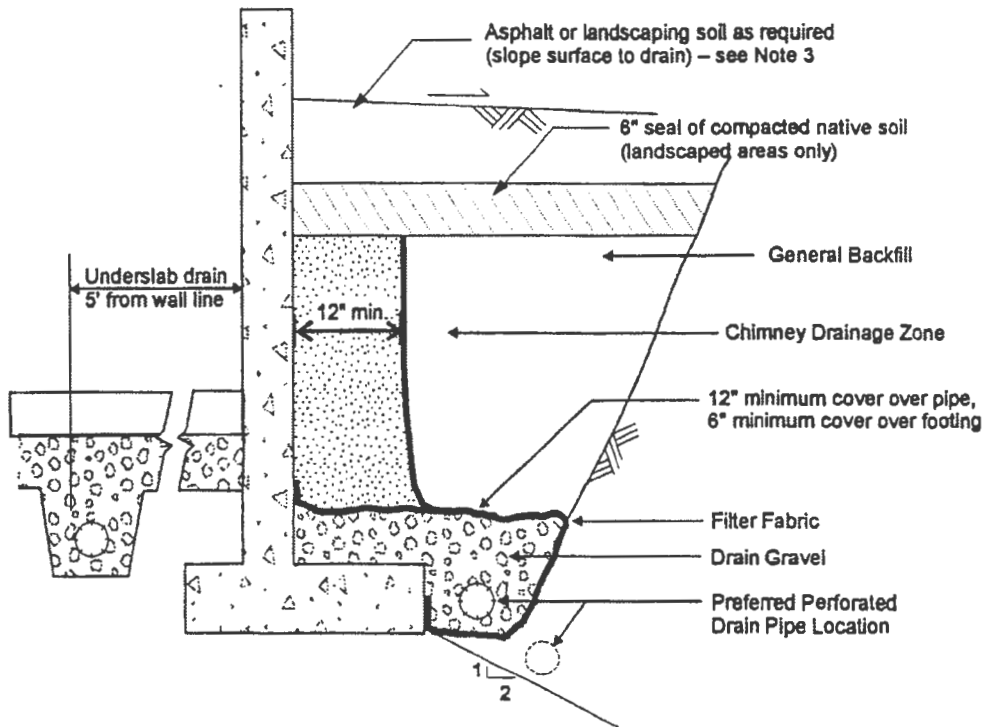 Asphalt or landscaping soil as required
(slope surface to drain) – see Note 3
6" seal of compacted native soil
(landscaped areas only)
General Backfill
Underslab drain
5' from wall line
12" min.
Chimney Drainage Zone
12" minimum cover over pipe,
6" minimum cover over footing
Filter Fabric
Drain Gravel
Preferred Perforated
Drain Pipe Location
1
2